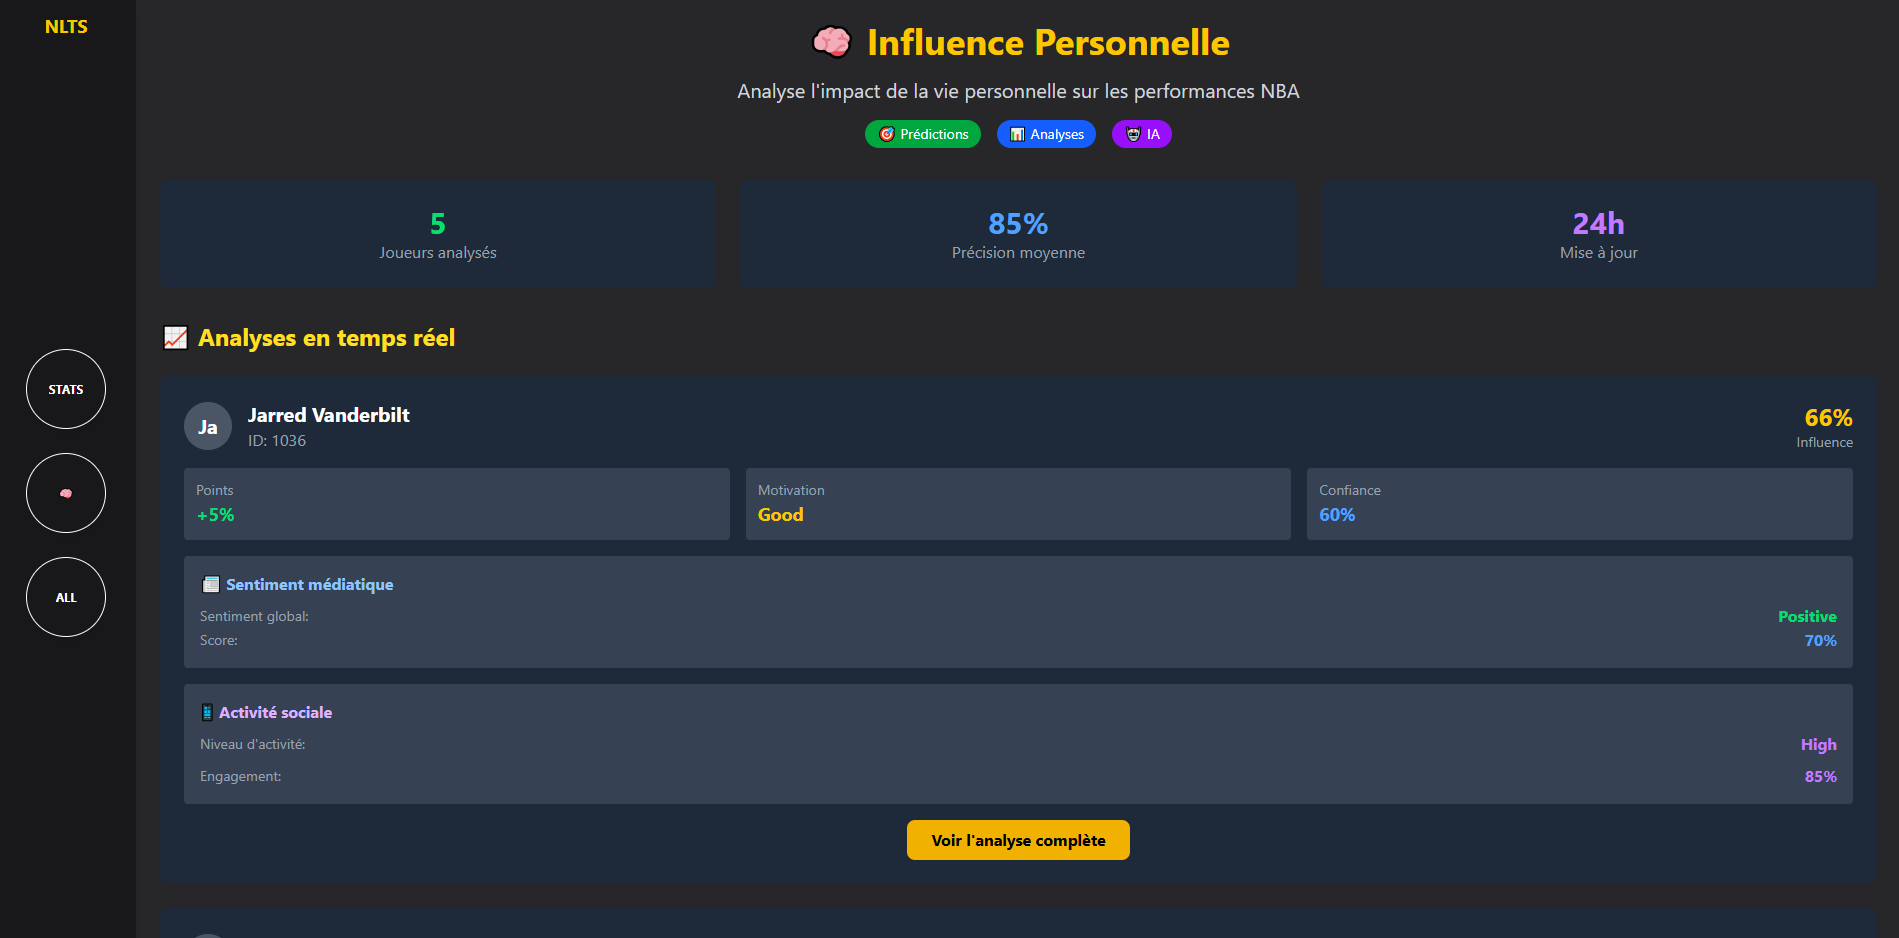 NLTS
Influence Personnelle
Analyse l'impact de la vie personnelle sur les performances NBA
Prédictions
Analyses
IA
5
Joueurs analysés
85%
Précision moyenne
24h
Mise à jour
Analyses en temps réel
STATS
ALL
Ja
Jarred Vanderbilt
ID: 1036
66%
Influence
Points
+5%
Motivation
Good
Confiance
60%
Sentiment médiatique
Sentiment global: Positive
Score: 70%
Activité sociale
Niveau d'activité: High
Engagement: 85%
Voir l'analyse complète